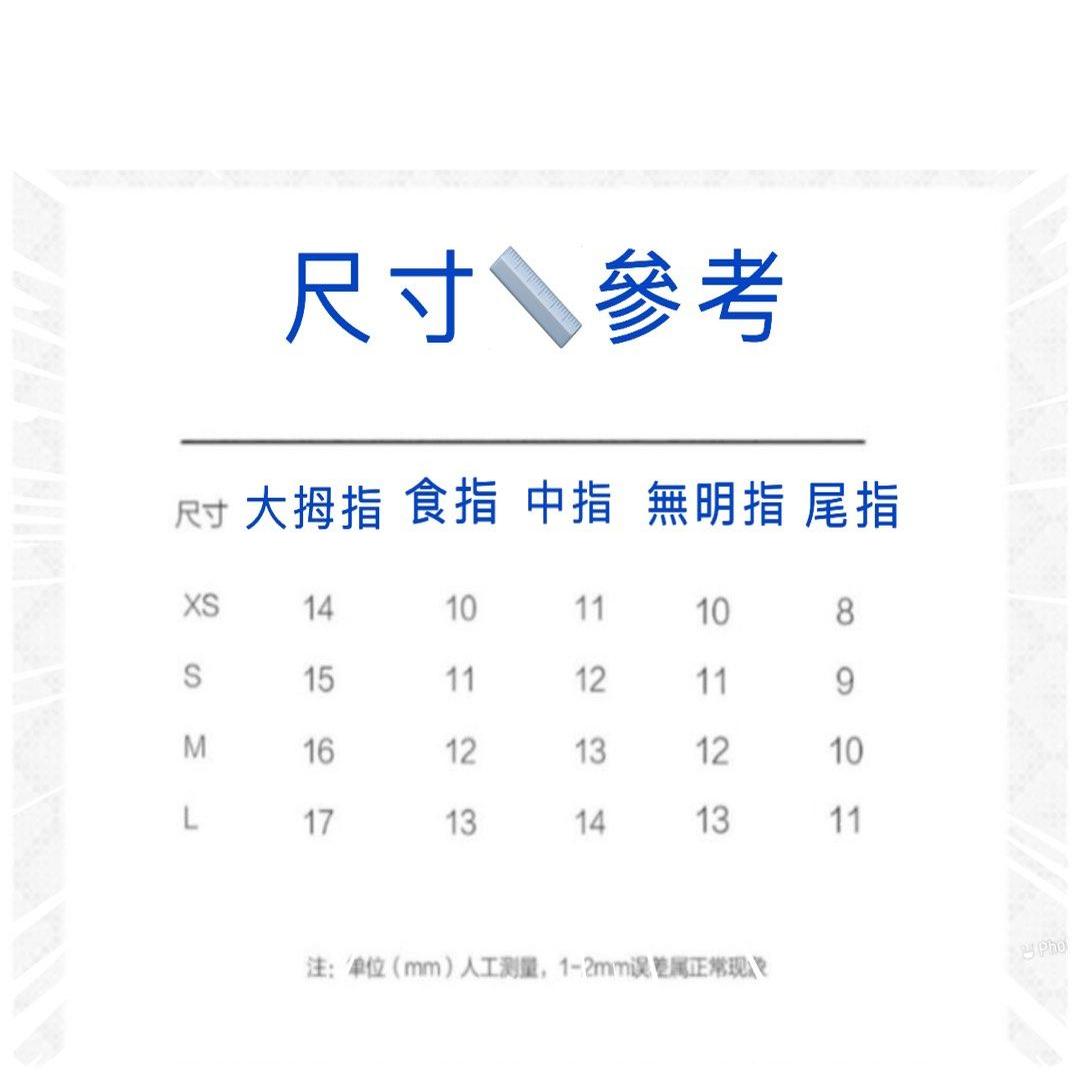 尺寸📏參考
尺寸 大拇指 食指 中指 無明指 尾指
XS 14 10 11 10 8
S 15 11 12 11 9
M 16 12 13 12 10
L 17 13 14 13 11
注：单位（mm）人工测量，1-2mm误差属正常现象
Pho